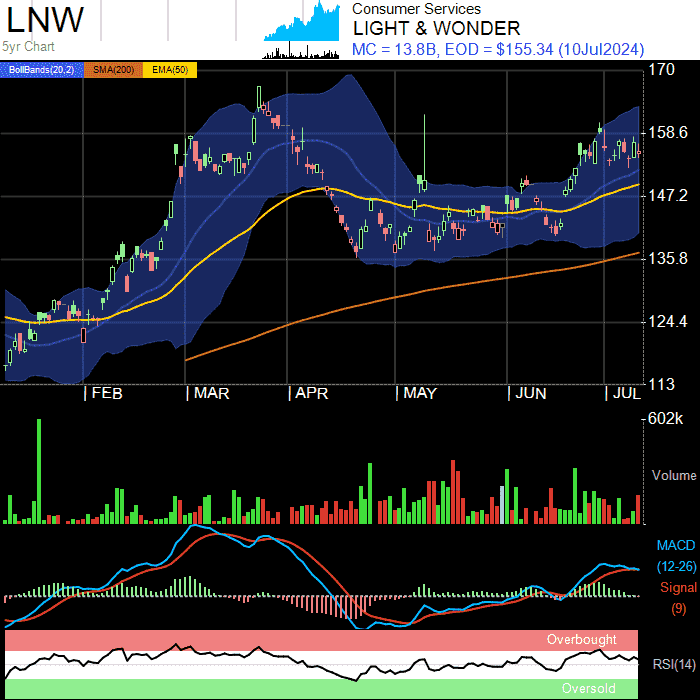 LNW
5yr Chart
Consumer Services
LIGHT & WONDER
MC = 13.8B, EOD = $155.34 (10Jul2024)
BollBands(20,2) SMA(200) EMA(50)
170
158.6
147.2
135.8
124.4
113
FEB MAR APR MAY JUN JUL
602k
Volume
MACD
(12-26)
Signal
(9)
Overbought
RSI(14)
Oversold